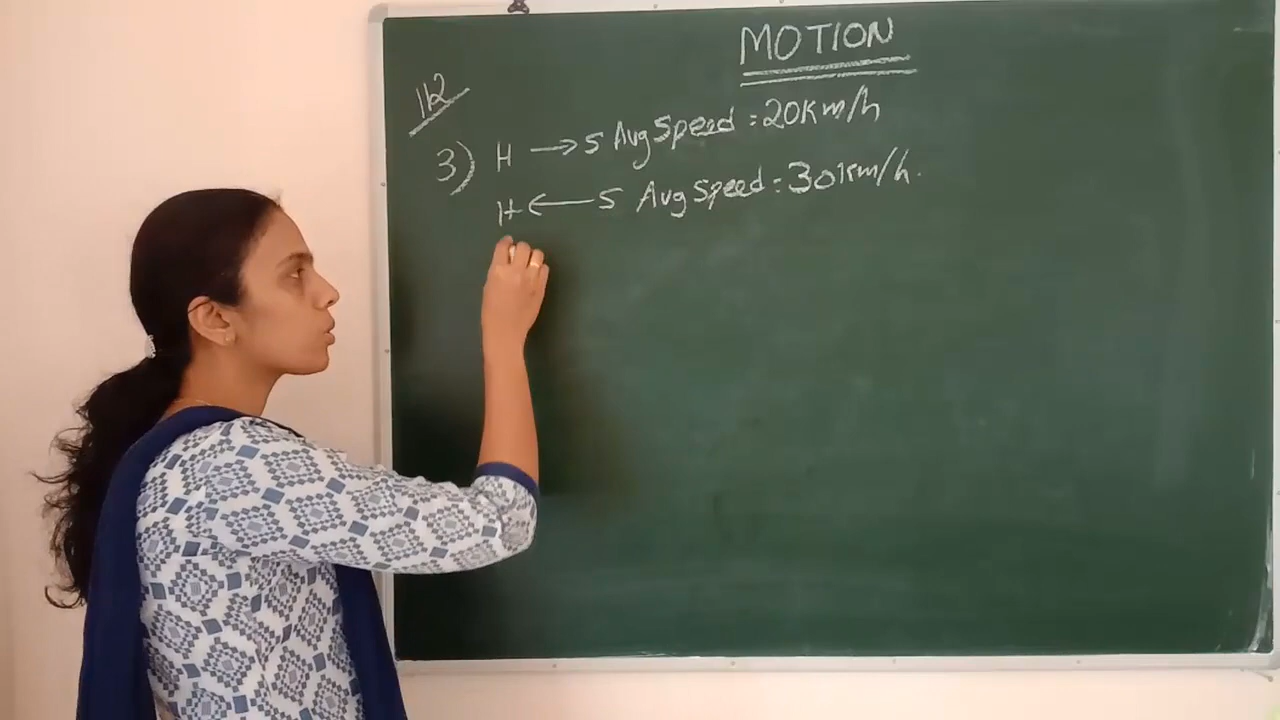 MOTION
112
3) H → S Avg Speed = 20Km/h
H ← S Avg Speed = 30km/h.